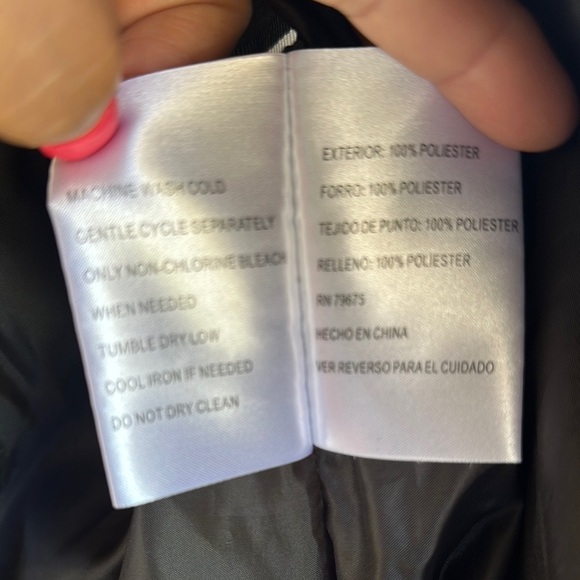 MACHINE WASH COLD
GENTLE CYCLE SEPARATELY
ONLY NON-CHLORINE BLEACH
WHEN NEEDED
TUMBLE DRY LOW
COOL IRON IF NEEDED
DO NOT DRY CLEAN
EXTERIOR: 100% POLIESTER
FORRO: 100% POLIESTER
TEJIDO DE PUNTO: 100% POLIESTER
RELLENO: 100% POLIESTER
RN 79675
HECHO EN CHINA
VER REVERSO PARA EL CUIDADO